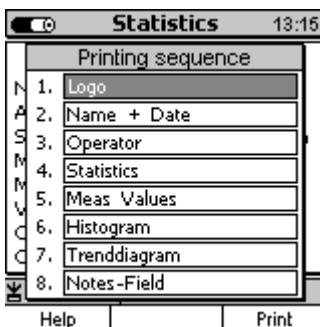 Statistics 13:15
Printing sequence
1. Logo
2. Name + Date
3. Operator
4. Statistics
5. Meas Values
6. Histogram
7. Trenddiagram
8. Notes-Field
Help Print